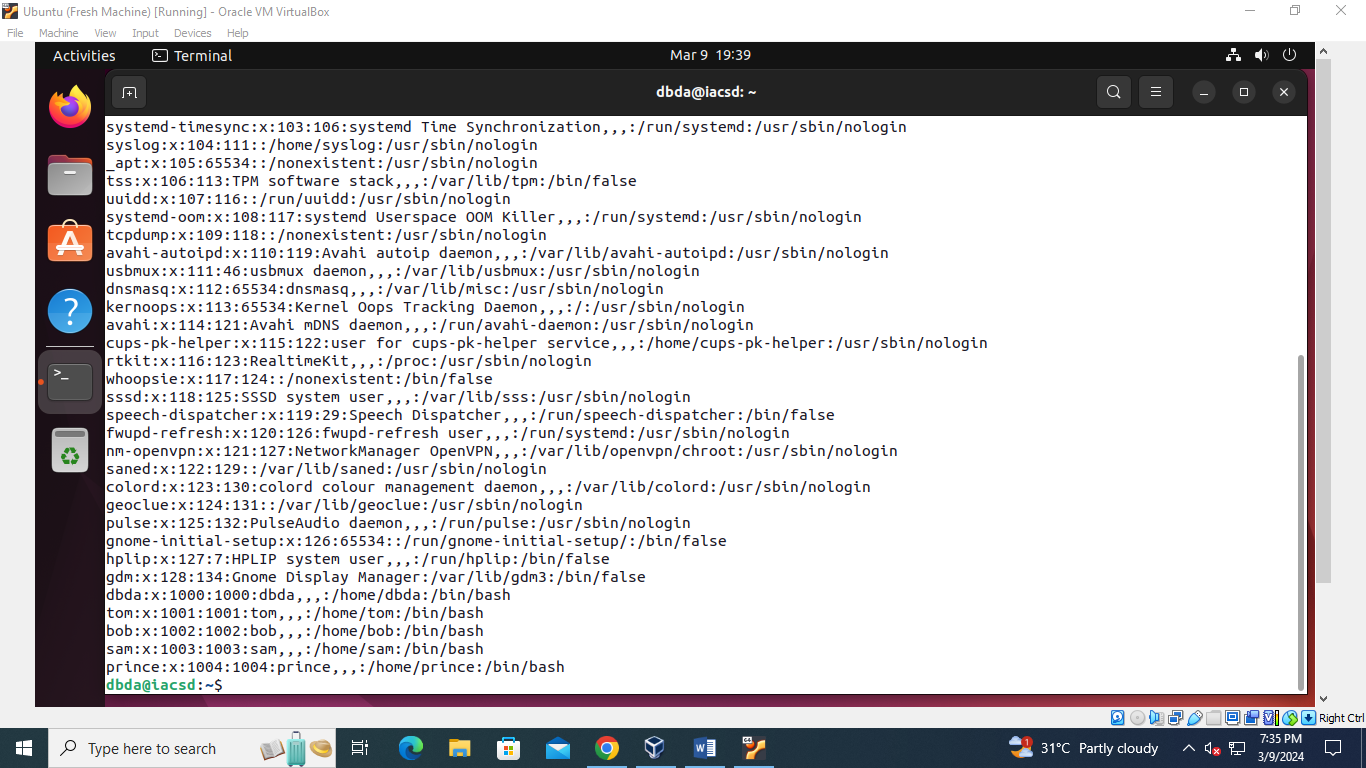 Ubuntu (Fresh Machine) [Running] - Oracle VM VirtualBox
File Machine View Input Devices Help
Activities Terminal Mar 9 19:39
dbda@iacsd: ~
systemd-timesync:x:103:106:systemd Time Synchronization,,,:/run/systemd:/usr/sbin/nologin
syslog:x:104:111::/home/syslog:/usr/sbin/nologin
_apt:x:105:65534::/nonexistent:/usr/sbin/nologin
tss:x:106:113:TPM software stack,,,:/var/lib/tpm:/bin/false
uuidd:x:107:116::/run/uuidd:/usr/sbin/nologin
systemd-oom:x:108:117:systemd Userspace OOM Killer,,,:/run/systemd:/usr/sbin/nologin
tcpdump:x:109:118::/nonexistent:/usr/sbin/nologin
avahi-autoipd:x:110:119:Avahi autoip daemon,,,:/var/lib/avahi-autoipd:/usr/sbin/nologin
usbmux:x:111:46:usbmux daemon,,,:/var/lib/usbmux:/usr/sbin/nologin
dnsmasq:x:112:65534:dnsmasq,,,:/var/lib/misc:/usr/sbin/nologin
kernoops:x:113:65534:Kernel Oops Tracking Daemon,,,:/:/usr/sbin/nologin
avahi:x:114:121:Avahi mDNS daemon,,,:/run/avahi-daemon:/usr/sbin/nologin
cups-pk-helper:x:115:122:user for cups-pk-helper service,,,:/home/cups-pk-helper:/usr/sbin/nologin
rtkit:x:116:123:RealtimeKit,,,:/proc:/usr/sbin/nologin
whoopsie:x:117:124::/nonexistent:/bin/false
sssd:x:118:125:SSSD system user,,,:/var/lib/sss:/usr/sbin/nologin
speech-dispatcher:x:119:29:Speech Dispatcher,,,:/run/speech-dispatcher:/bin/false
fwupd-refresh:x:120:126:fwupd-refresh user,,,:/run/systemd:/usr/sbin/nologin
nm-openvpn:x:121:127:NetworkManager OpenVPN,,,:/var/lib/openvpn/chroot:/usr/sbin/nologin
saned:x:122:129::/var/lib/saned:/usr/sbin/nologin
colord:x:123:130:colord colour management daemon,,,:/var/lib/colord:/usr/sbin/nologin
geoclue:x:124:131::/var/lib/geoclue:/usr/sbin/nologin
pulse:x:125:132:PulseAudio daemon,,,:/run/pulse:/usr/sbin/nologin
gnome-initial-setup:x:126:65534::/run/gnome-initial-setup/:/bin/false
hplip:x:127:7:HPLIP system user,,,:/run/hplip:/bin/false
gdm:x:128:134:Gnome Display Manager:/var/lib/gdm3:/bin/false
dbda:x:1000:1000:dbda,,,:/home/dbda:/bin/bash
tom:x:1001:1001:tom,,,:/home/tom:/bin/bash
bob:x:1002:1002:bob,,,:/home/bob:/bin/bash
sam:x:1003:1003:sam,,,:/home/sam:/bin/bash
prince:x:1004:1004:prince,,,:/home/prince:/bin/bash
dbda@iacsd:~$
Right Ctrl
Type here to search
1
31°C Partly cloudy
7:35 PM
3/9/2024